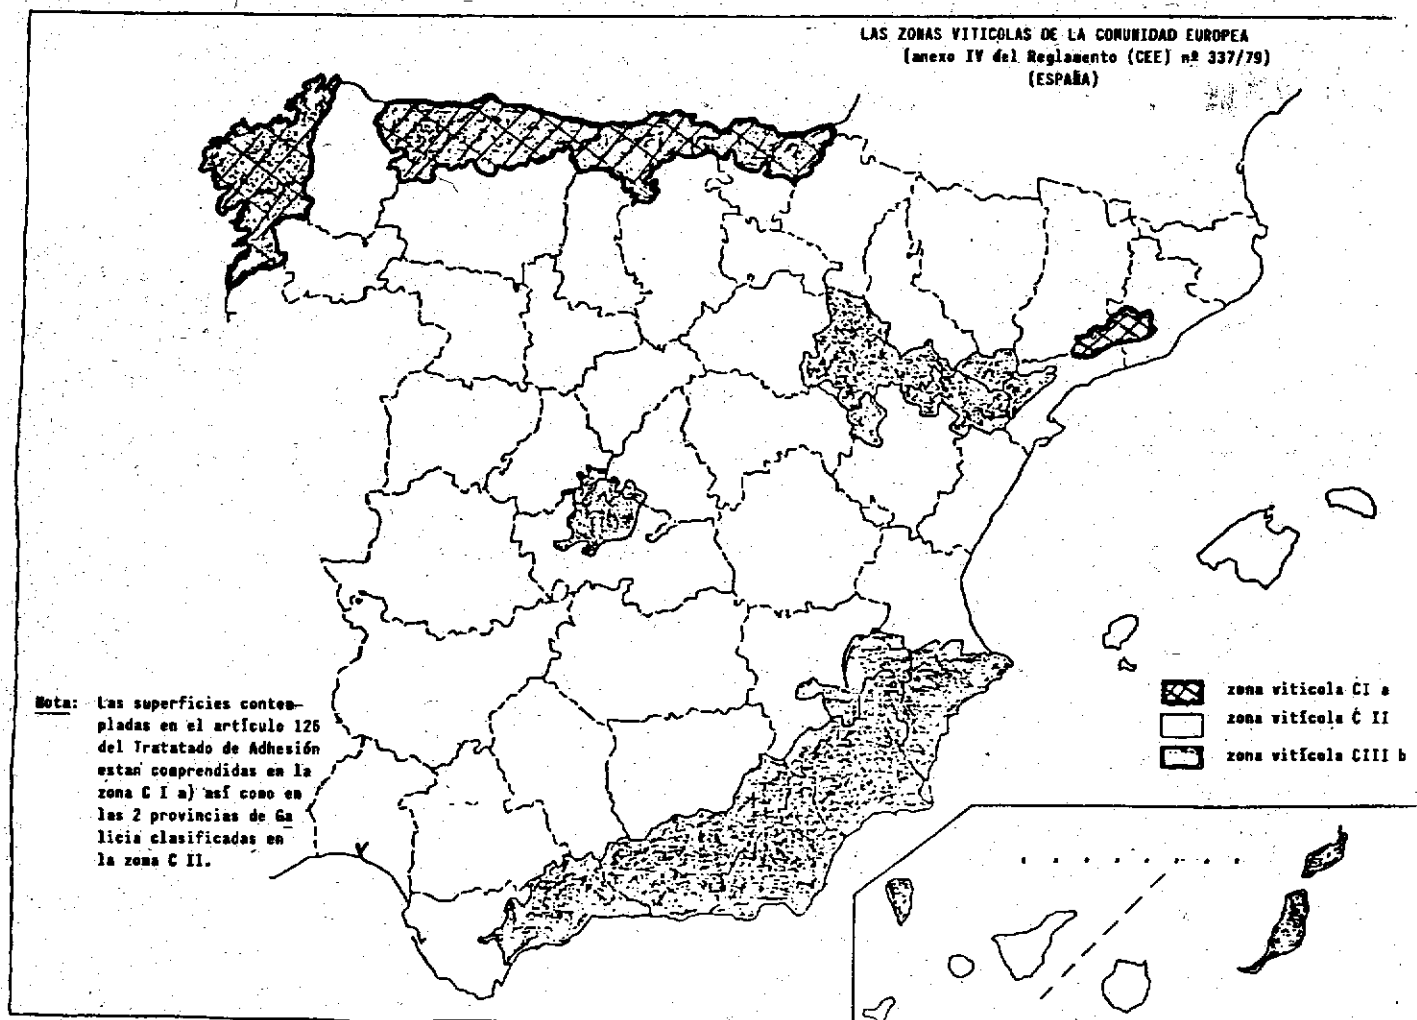 LAS ZONAS VITICOLAS DE LA COMUNIDAD EUROPEA
(anexo IV del Reglamento (CEE) nº 337/79)
(ESPAÑA)
zona viticola CI a
zona vitícola C II
zona vitícola CIII b
Nota: Las superficies contem-
pladas en el artículo 126
del Tratatado de Adhesión
estan comprendidas en la
zona C I a) así como en
las 2 provincias de Ga
licia clasificadas en
la zona C II.